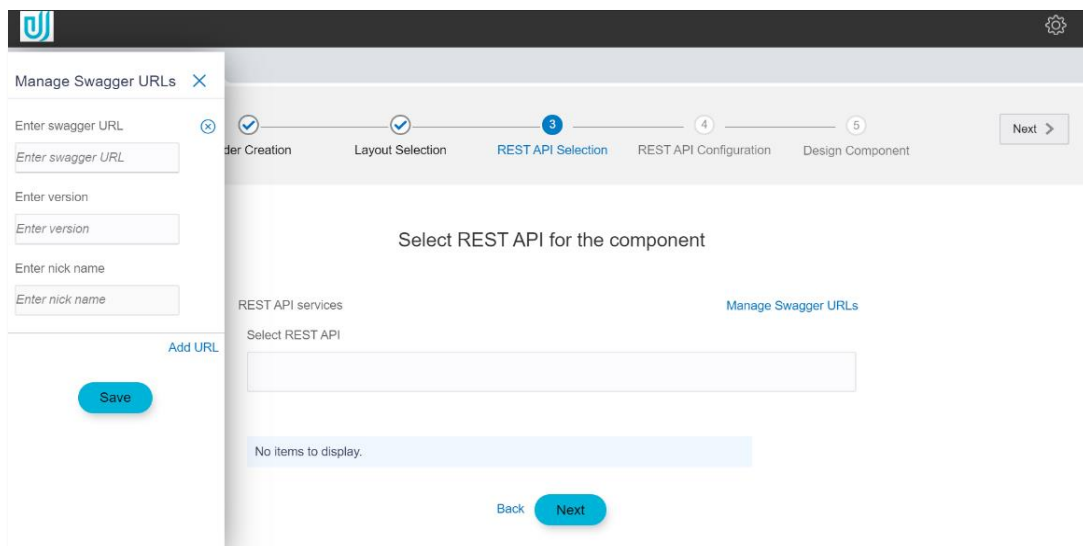 Manage Swagger URLs
Enter swagger URL
Enter swagger URL
Enter version
Enter version
Enter nick name
Enter nick name
Add URL
Save
der Creation
Layout Selection
3
REST API Selection
4
REST API Configuration
5
Design Component
Next
Select REST API for the component
REST API services
Manage Swagger URLs
Select REST API
No items to display.
Back
Next